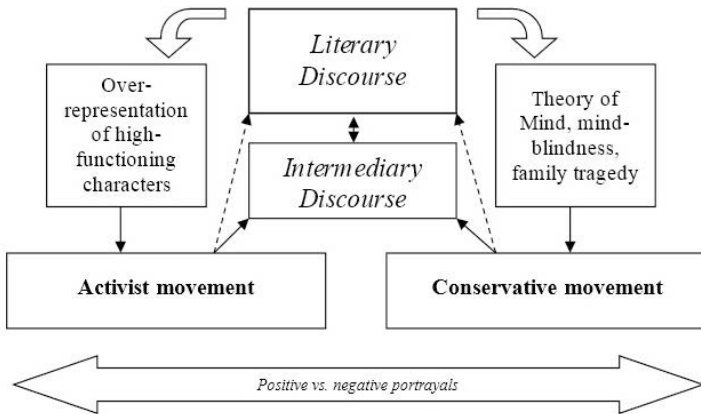 Literary
Discourse
Over-
representation
of high-
functioning
characters
Theory of
Mind, mind-
blindness,
family tragedy
Intermediary
Discourse
Activist movement
Conservative movement
Positive vs. negative portrayals